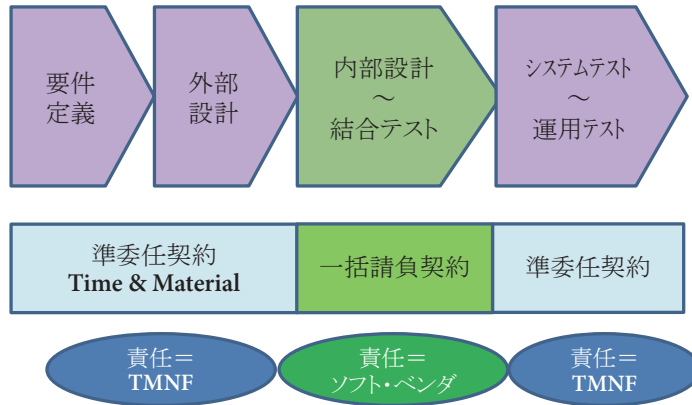 要件
定義
外部
設計
内部設計
～
結合テスト
システムテスト
～
運用テスト
準委任契約
Time & Material
一括請負契約
準委任契約
責任＝
TMNF
責任＝
ソフト・ベンダ
責任＝
TMNF